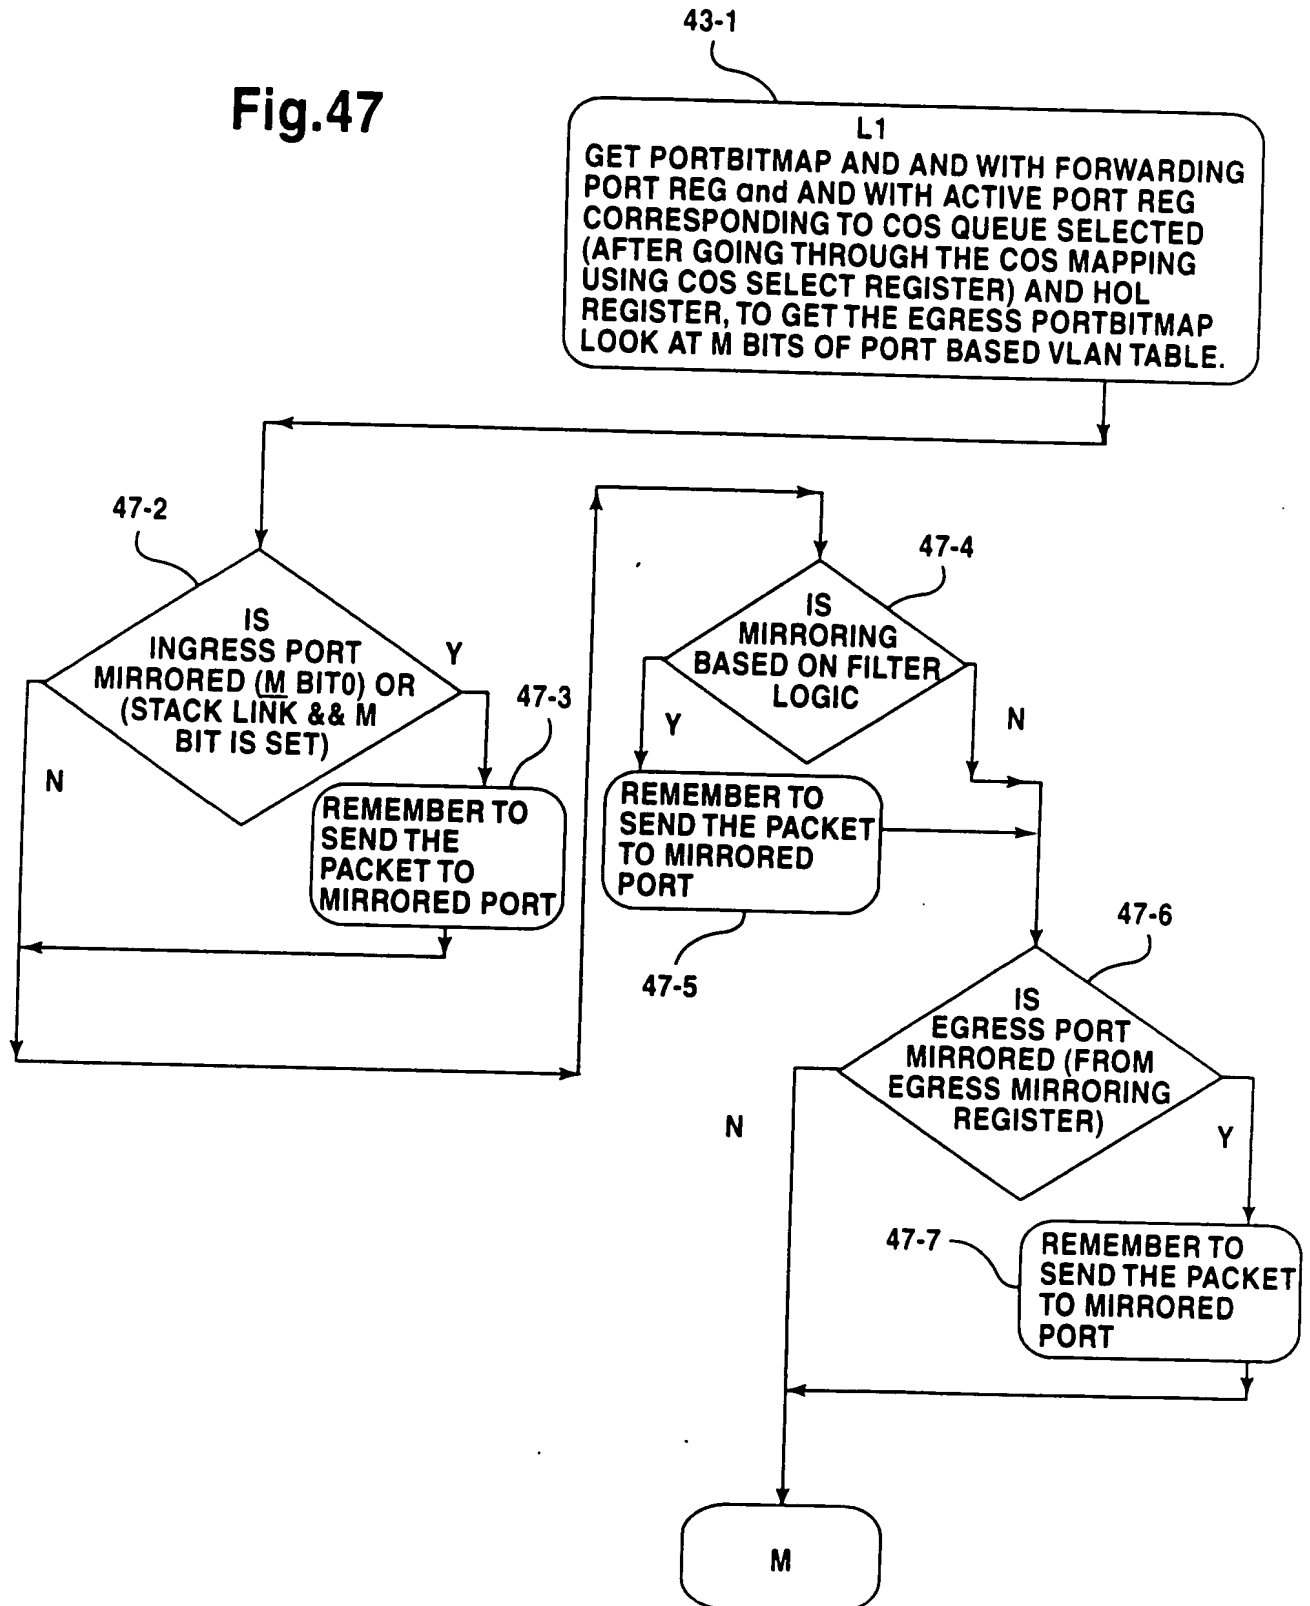 43-1
Fig.47
L1
GET PORTBITMAP AND AND WITH FORWARDING
PORT REG and AND WITH ACTIVE PORT REG
CORRESPONDING TO COS QUEUE SELECTED
(AFTER GOING THROUGH THE COS MAPPING
USING COS SELECT REGISTER) AND HOL
REGISTER, TO GET THE EGRESS PORTBITMAP
LOOK AT M BITS OF PORT BASED VLAN TABLE.
47-2
IS
INGRESS PORT
MIRRORED (M BIT0) OR
(STACK LINK && M
BIT IS SET)
Y
N
47-3
REMEMBER TO
SEND THE
PACKET TO
MIRRORED PORT
47-4
IS
MIRRORING
BASED ON FILTER
LOGIC
Y
N
REMEMBER TO
SEND THE PACKET
TO MIRRORED
PORT
47-5
47-6
IS
EGRESS PORT
MIRRORED (FROM
EGRESS MIRRORING
REGISTER)
N
Y
47-7
REMEMBER TO
SEND THE PACKET
TO MIRRORED
PORT
M